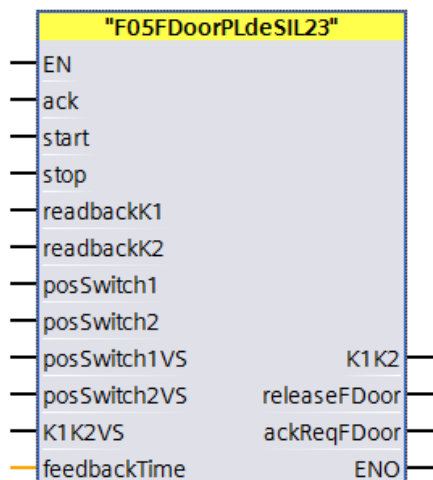 "F05FDoorPLdeSIL23"
EN
ack
start
stop
readbackK1
readbackK2
posSwitch1
posSwitch2
posSwitch1VS K1K2
posSwitch2VS releaseFDoor
K1K2VS ackReqFDoor
feedbackTime ENO